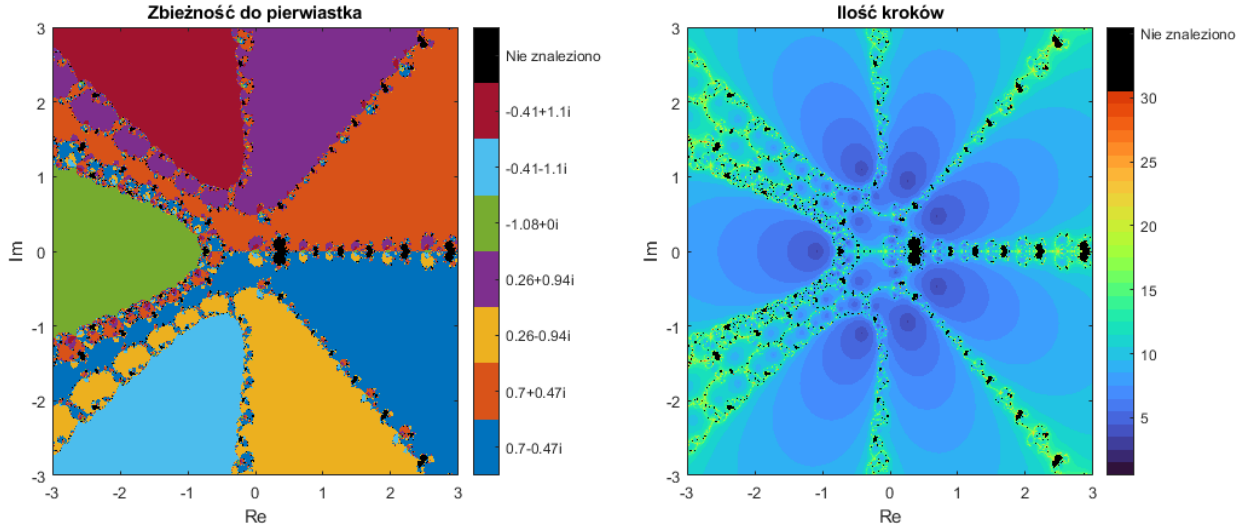 Zbieżność do pierwiastka
3
2
1
0
-1
-2
-3
Im
-3
-2
-1
0
1
2
3
Re
Nie znaleziono
-0.41+1.1i
-0.41-1.1i
-1.08+0i
0.26+0.94i
0.26-0.94i
0.7+0.47i
0.7-0.47i
Ilość kroków
3
2
1
0
-1
-2
-3
Im
-3
-2
-1
0
1
2
3
Re
Nie znaleziono
30
25
20
15
10
5